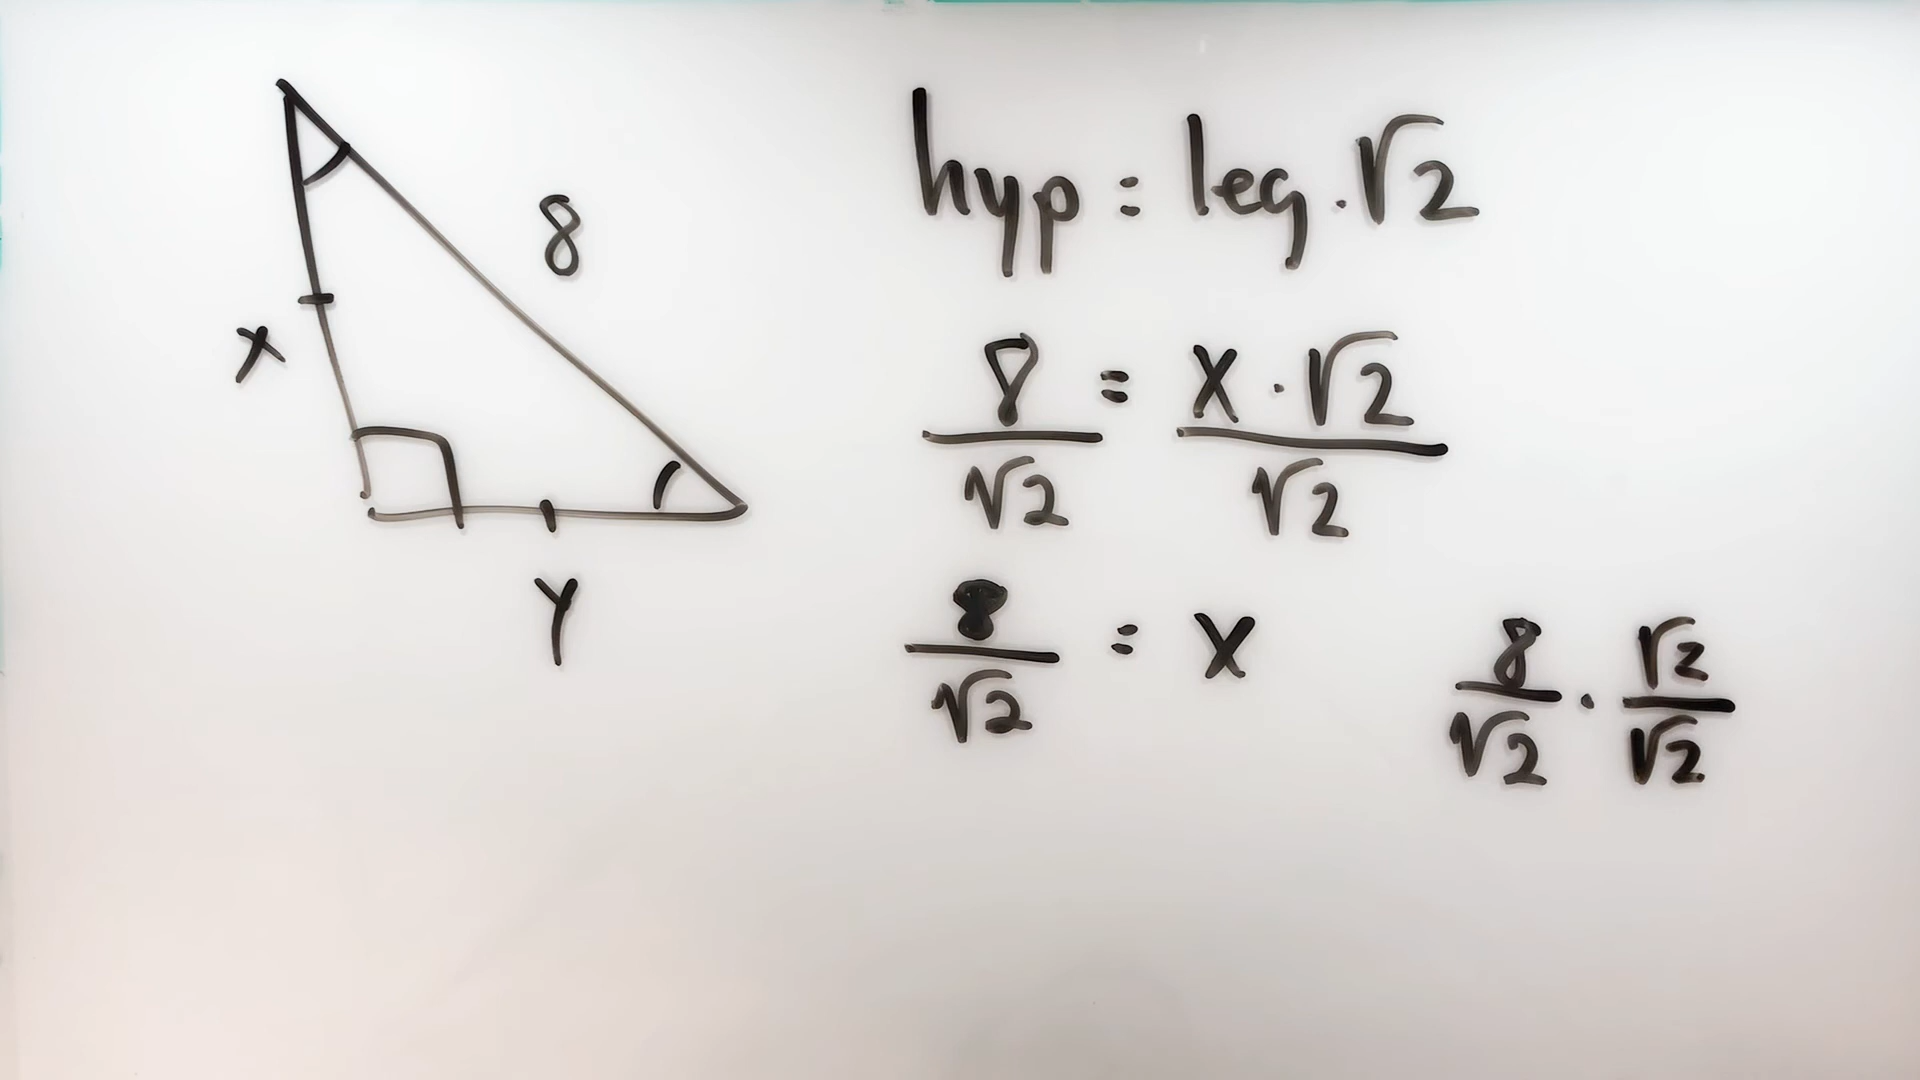 8
x
y
hyp = leg · √2
8/√2 = x · √2/√2
8/√2 = x
8/√2 · √2/√2